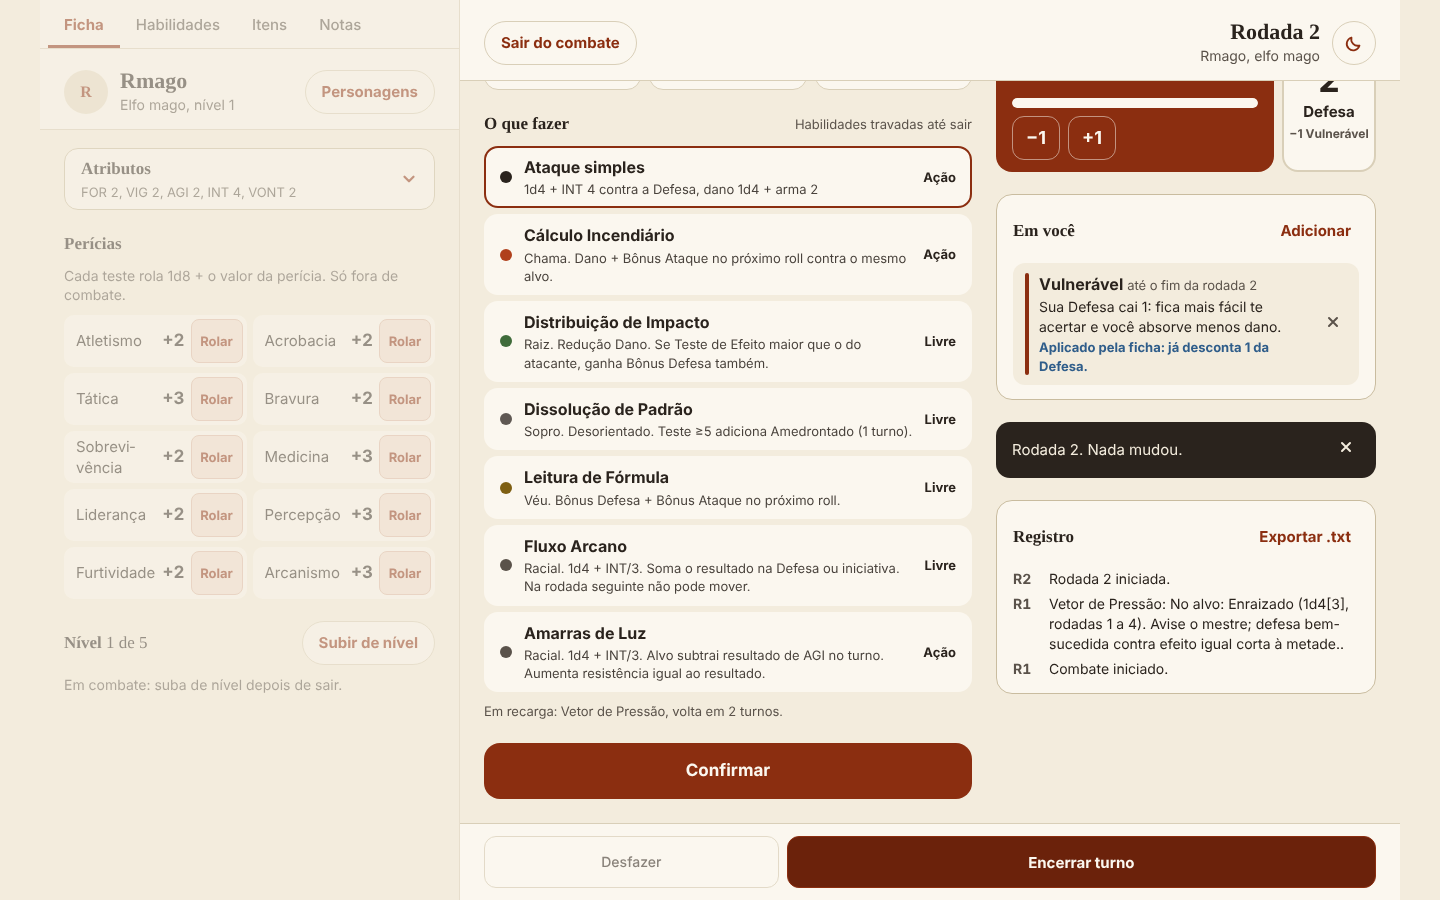 Ficha
Habilidades
Itens
Notas
R
Rmago
Elfo mago, nível 1
Personagens
Atributos
FOR 2, VIG 2, AGI 2, INT 4, VONT 2
Perícias
Cada teste rola 1d8 + o valor da perícia. Só fora de
combate.
Atletismo +2 Rolar
Acrobacia +2 Rolar
Tática +3 Rolar
Bravura +2 Rolar
Sobrevi-
vência +2 Rolar
Medicina +3 Rolar
Liderança +2 Rolar
Percepção +3 Rolar
Furtividade +2 Rolar
Arcanismo +3 Rolar
Nível 1 de 5
Subir de nível
Em combate: suba de nível depois de sair.
Sair do combate
Rodada 2
Rmago, elfo mago
O que fazer
Habilidades travadas até sair
Ataque simples
1d4 + INT 4 contra a Defesa, dano 1d4 + arma 2
Ação
Cálculo Incendiário
Chama. Dano + Bônus Ataque no próximo roll contra o mesmo
alvo.
Ação
Distribuição de Impacto
Raiz. Redução Dano. Se Teste de Efeito maior que o do
atacante, ganha Bônus Defesa também.
Livre
Dissolução de Padrão
Sopro. Desorientado. Teste ≥5 adiciona Amedrontado (1 turno).
Livre
Leitura de Fórmula
Véu. Bônus Defesa + Bônus Ataque no próximo roll.
Livre
Fluxo Arcano
Racial. 1d4 + INT/3. Soma o resultado na Defesa ou iniciativa.
Na rodada seguinte não pode mover.
Livre
Amarras de Luz
Racial. 1d4 + INT/3. Alvo subtrai resultado de AGI no turno.
Aumenta resistência igual ao resultado.
Ação
Em recarga: Vetor de Pressão, volta em 2 turnos.
Confirmar
−1
+1
2
Defesa
−1 Vulnerável
Em você
Adicionar
Vulnerável até o fim da rodada 2
Sua Defesa cai 1: fica mais fácil te
acertar e você absorve menos dano.
Aplicado pela ficha: já desconta 1 da
Defesa.
Rodada 2. Nada mudou.
Registro
Exportar .txt
R2 Rodada 2 iniciada.
R1 Vetor de Pressão: No alvo: Enraizado (1d4[3],
rodadas 1 a 4). Avise o mestre; defesa bem-
sucedida contra efeito igual corta à metade..
R1 Combate iniciado.
Desfazer
Encerrar turno